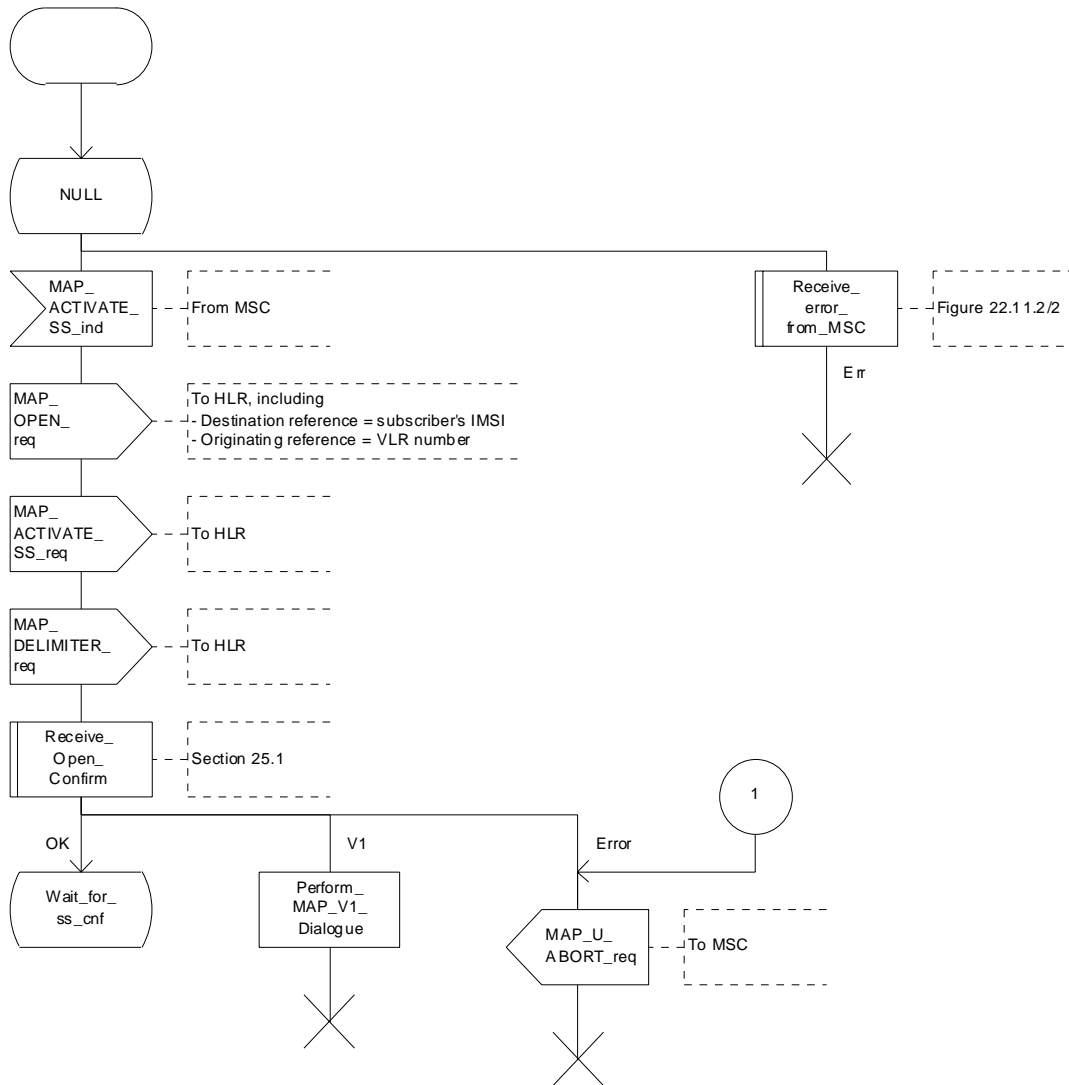 NULL
MAP_
ACTIVATE_
SS_ind
From MSC
Receive_
error_
from_MSC
Figure 22.11.2/2
Err
MAP_
OPEN_
req
To HLR, including
- Destination reference = subscriber's IMSI
- Originating reference = VLR number
MAP_
ACTIVATE_
SS_req
To HLR
MAP_
DELIMITER_
req
To HLR
Receive_
Open_
Confirm
Section 25.1
1
OK
V1
Error
Wait_for_
ss_cnf
Perform_
MAP_V1_
Dialogue
MAP_U_
ABORT_req
To MSC